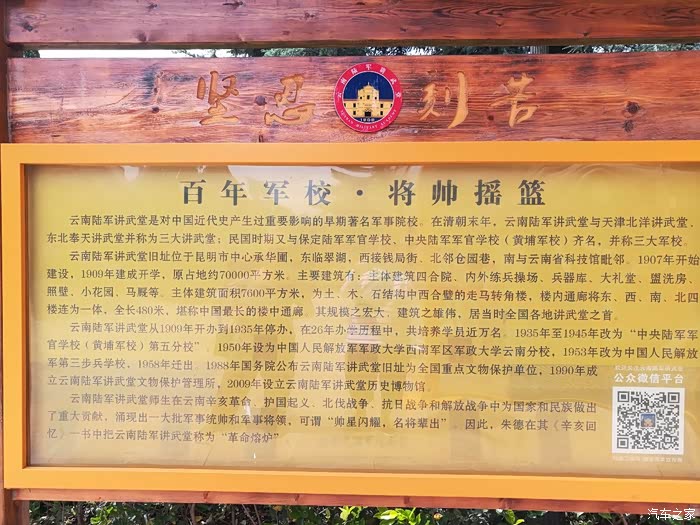 坚忍 刻苦
云南陆军讲武堂
1909
百年军校·将帅摇篮
云南陆军讲武堂是对中国近代史产生过重要影响的早期著名军事院校。在清朝末年，云南陆军讲武堂与天津北洋讲武堂、
东北奉天讲武堂并称为三大讲武堂；民国时期又与保定陆军军官学校、中央陆军军官学校（黄埔军校）齐名，并称三大军校。
云南陆军讲武堂旧址位于昆明市中心承华圃，东临翠湖，西接钱局街，北邻仓园巷，南与云南省科技馆毗邻。1907年开始
建设，1909年建成开学，原占地约70000平方米。主要建筑有：主体建筑四合院、内外练兵操场、兵器库、大礼堂、盥洗房、
照壁、小花园、马厩等。主体建筑面积7600平方米，为土、木、石结构中西合璧的走马转角楼，楼内通廊将东、西、南、北四
楼连为一体，全长480米，堪称中国最长的楼中通廊。其规模之宏大，建筑之雄伟，居当时全国各地讲武堂之首。
云南陆军讲武堂从1909年开办到1935年停办，在26年办学历程中，共培养学员近万名。1935年至1945年改为“中央陆军军
官学校（黄埔军校）第五分校” 1950年设为中国人民解放军军政大学西南军区军政大学云南分校，1953年改为中国人民解放
军第三步兵学校，1958年迁出。1988年国务院公布云南陆军讲武堂旧址为全国重点文物保护单位，1990年成
立云南陆军讲武堂文物保护管理所，2009年设立云南陆军讲武堂历史博物馆。
云南陆军讲武堂师生在云南辛亥革命、护国起义、北伐战争、抗日战争和解放战争中为国家和民族做出
了重大贡献，涌现出一大批军事统帅和军事将领，可谓“帅星闪耀，名将辈出” 因此，朱德在其《辛亥回
忆》一书中把云南陆军讲武堂称为“革命熔炉”
公众微信平台
汽车之家